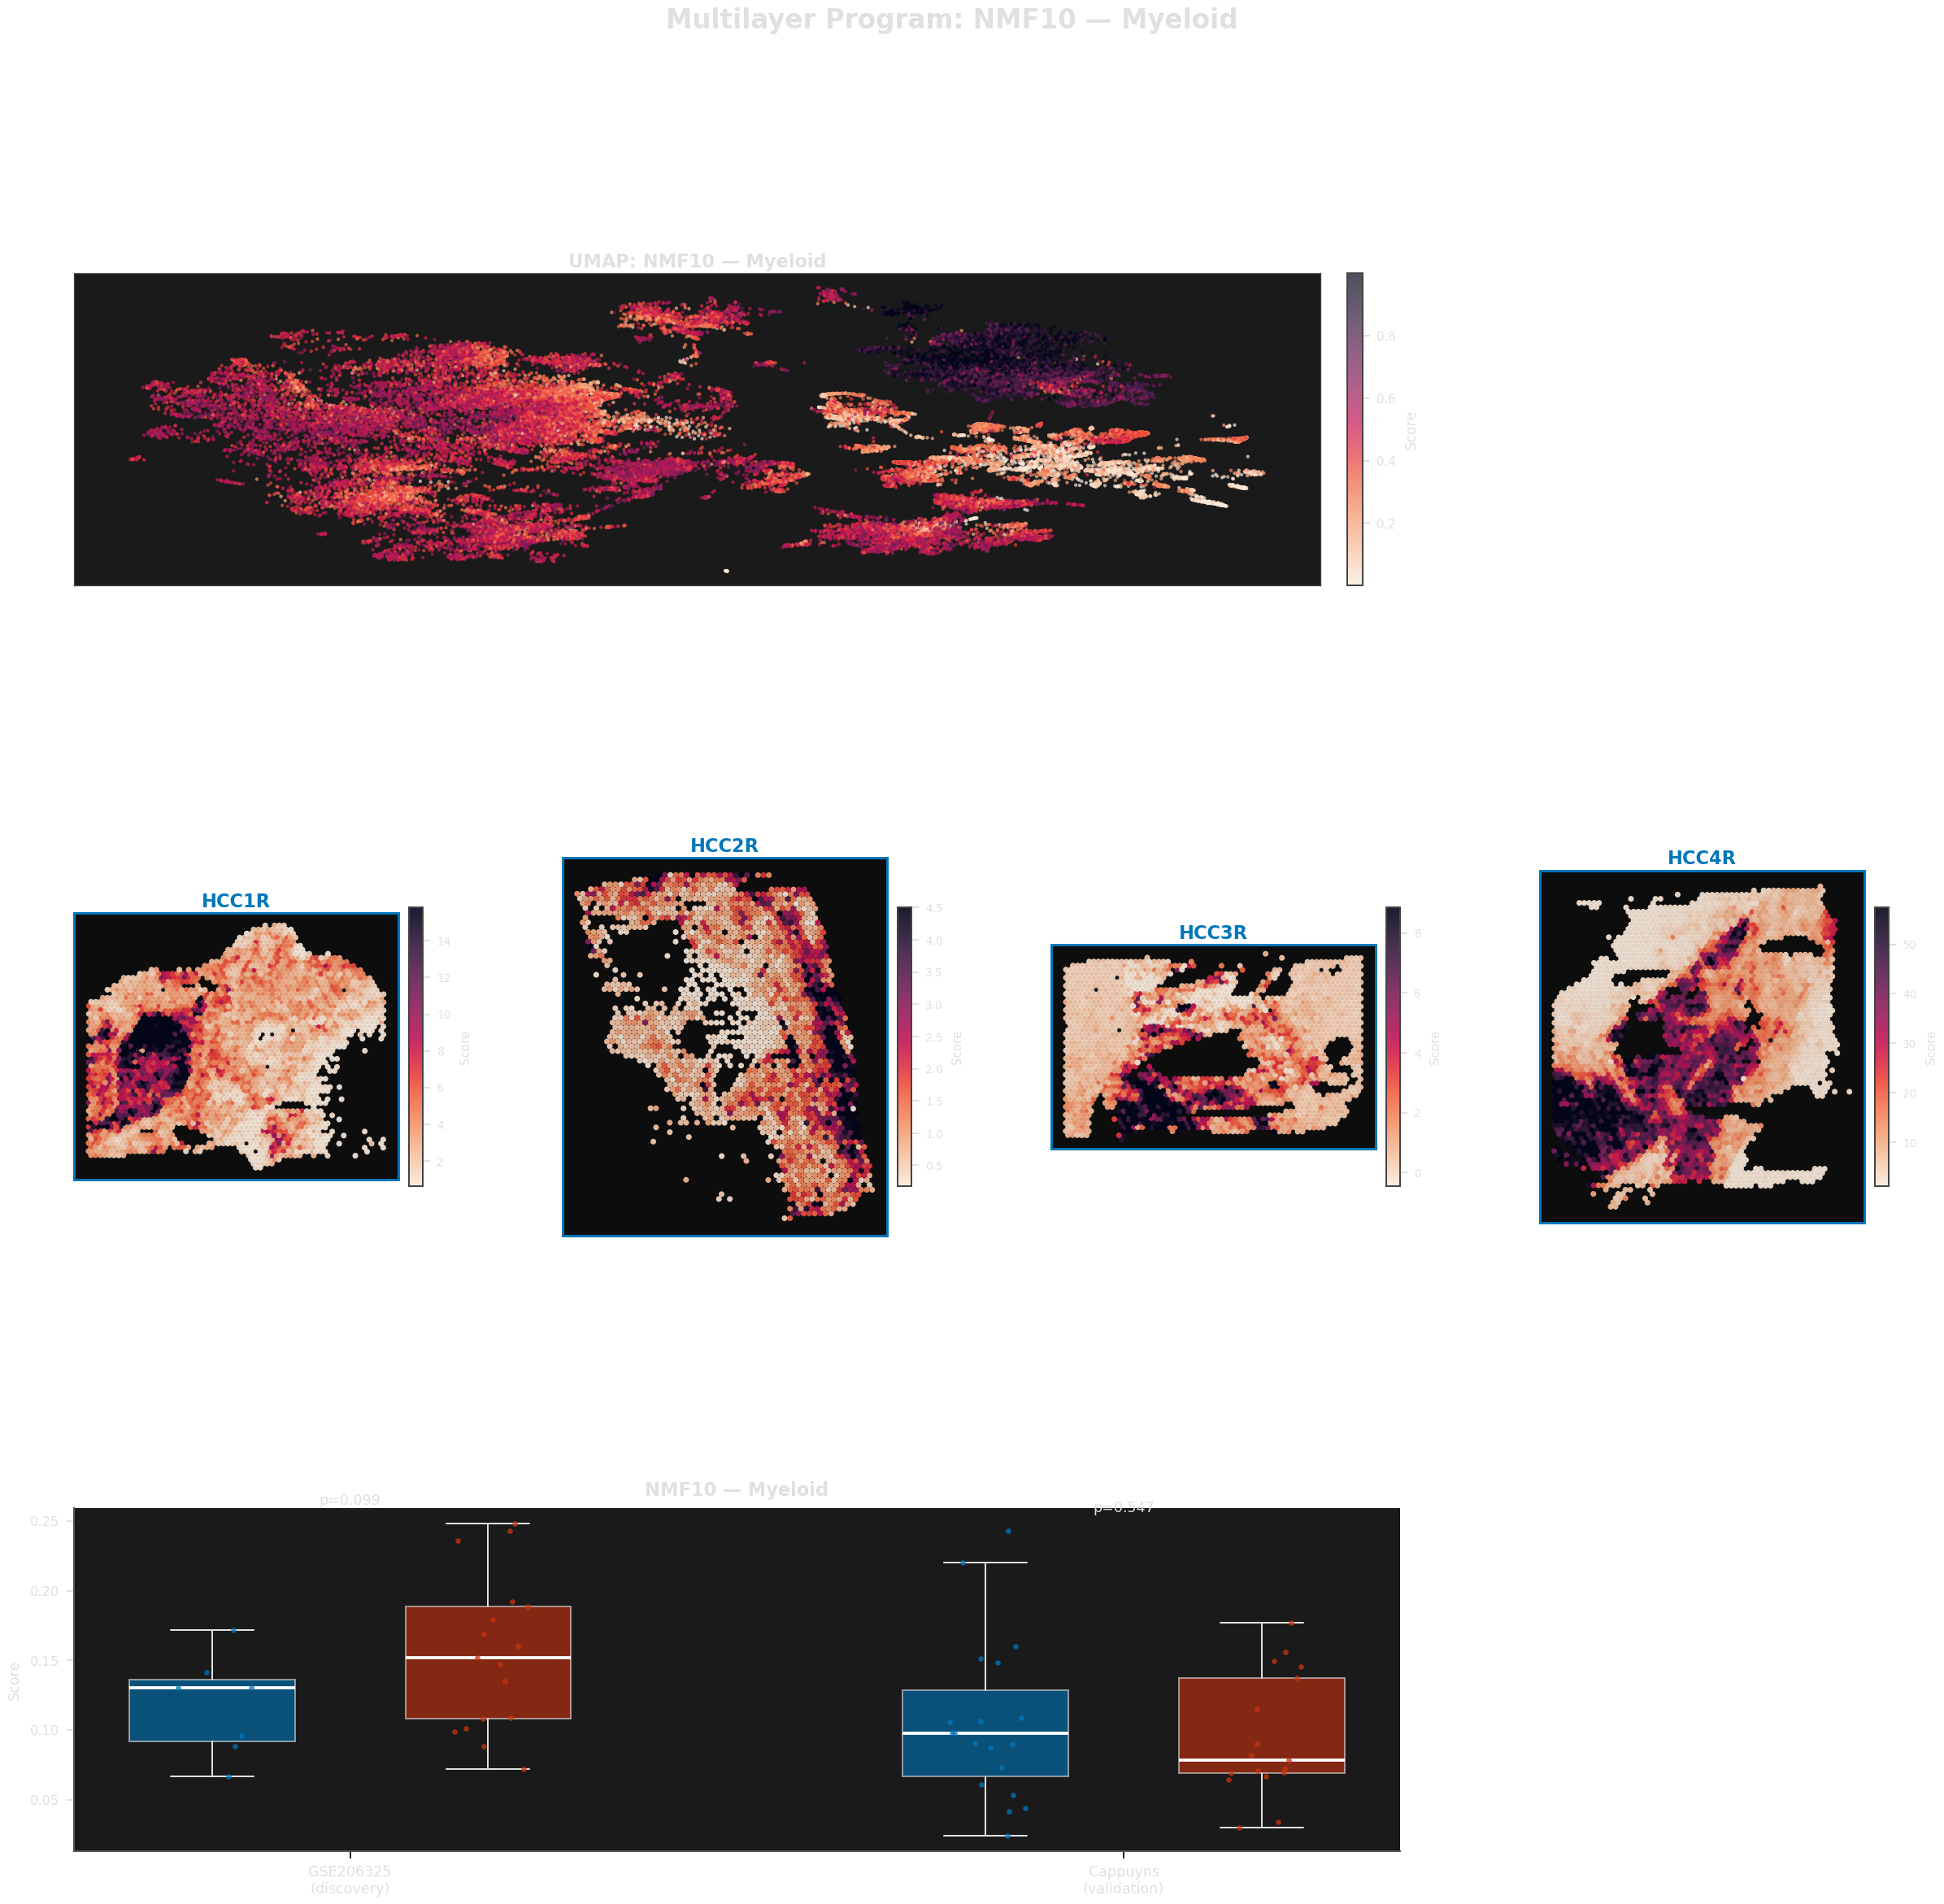 Multilayer Program: NMF10 — Myeloid
UMAP: NMF10 — Myeloid
0.8
0.6
0.4
0.2
Score
HCC1R
14
12
10
8
6
4
2
Score
HCC2R
4.5
4.0
3.5
3.0
2.5
2.0
1.5
1.0
0.5
Score
HCC3R
8
6
4
2
0
Score
HCC4R
50
40
30
20
10
Score
NMF10 — Myeloid
p=0.099
p=0.547
0.25
0.20
0.15
0.10
0.05
Score
GSE206325
(discovery)
Cappuyns
(validation)